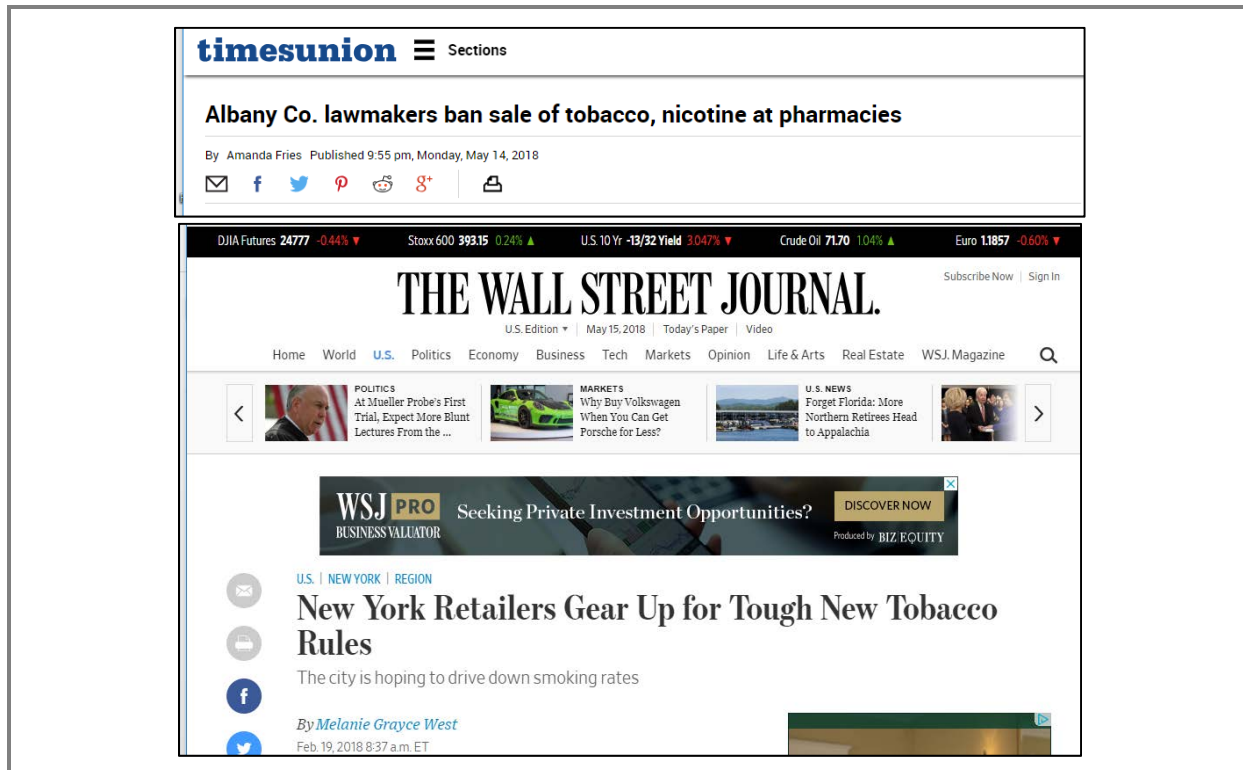 timesunion Sections
Albany Co. lawmakers ban sale of tobacco, nicotine at pharmacies
By Amanda Fries Published 9:55 pm, Monday, May 14, 2018
DJIA Futures 24777 -0.44% ▼ Stoxx 600 393.15 0.24% ▲ U.S. 10 Yr -13/32 Yield 3.047% ▼ Crude Oil 71.70 1.04% ▲ Euro 1.1857 -0.60% ▼
THE WALL STREET JOURNAL.
Subscribe Now | Sign In
U.S. Edition ▼ | May 15, 2018 | Today's Paper | Video
Home World U.S. Politics Economy Business Tech Markets Opinion Life & Arts Real Estate WSJ. Magazine
POLITICS
At Mueller Probe's First
Trial, Expect More Blunt
Lectures From the ...
MARKETS
Why Buy Volkswagen
When You Can Get
Porsche for Less?
U.S. NEWS
Forget Florida: More
Northern Retirees Head
to Appalachia
WSJ PRO
BUSINESS VALUATOR
Seeking Private Investment Opportunities?
DISCOVER NOW
Produced by BIZEQUITY
U.S. | NEW YORK | REGION
New York Retailers Gear Up for Tough New Tobacco
Rules
The city is hoping to drive down smoking rates
By Melanie Grayce West
Feb. 19, 2018 8:37 a.m. ET